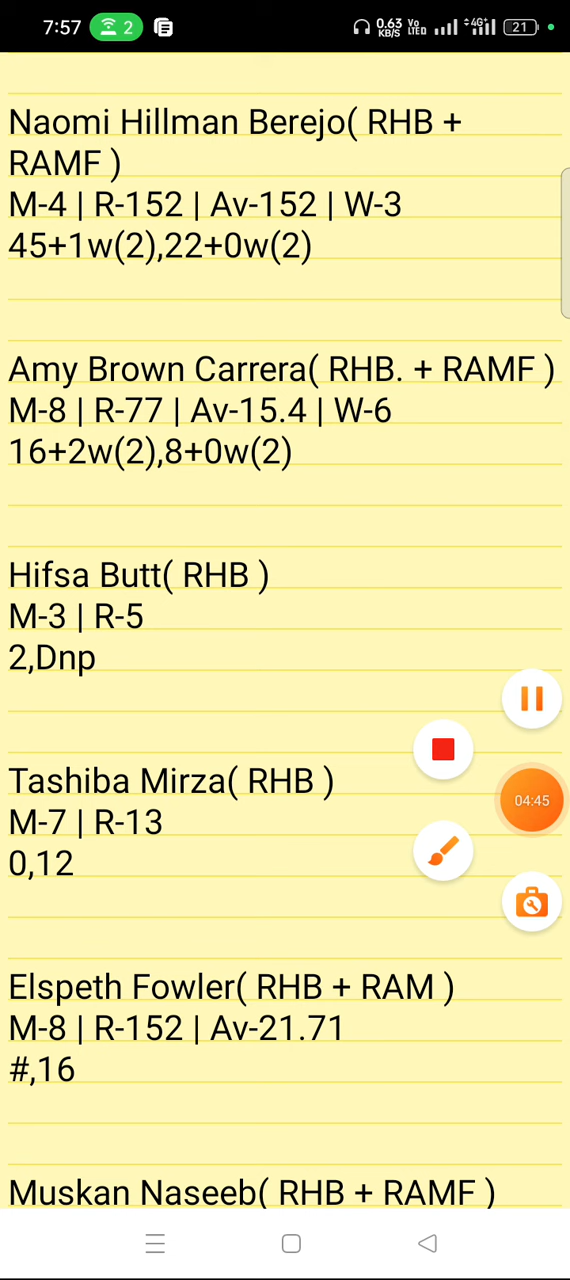 7:57
2
0.63 KB/S
Vo LTED
4G+
21
Naomi Hillman Berejo( RHB +
RAMF )
M-4 | R-152 | Av-152 | W-3
45+1w(2),22+0w(2)
Amy Brown Carrera( RHB. + RAMF )
M-8 | R-77 | Av-15.4 | W-6
16+2w(2),8+0w(2)
Hifsa Butt( RHB )
M-3 | R-5
2,Dnp
Tashiba Mirza( RHB )
M-7 | R-13
0,12
04:45
Elspeth Fowler( RHB + RAM )
M-8 | R-152 | Av-21.71
#,16
Muskan Naseeb( RHB + RAMF )